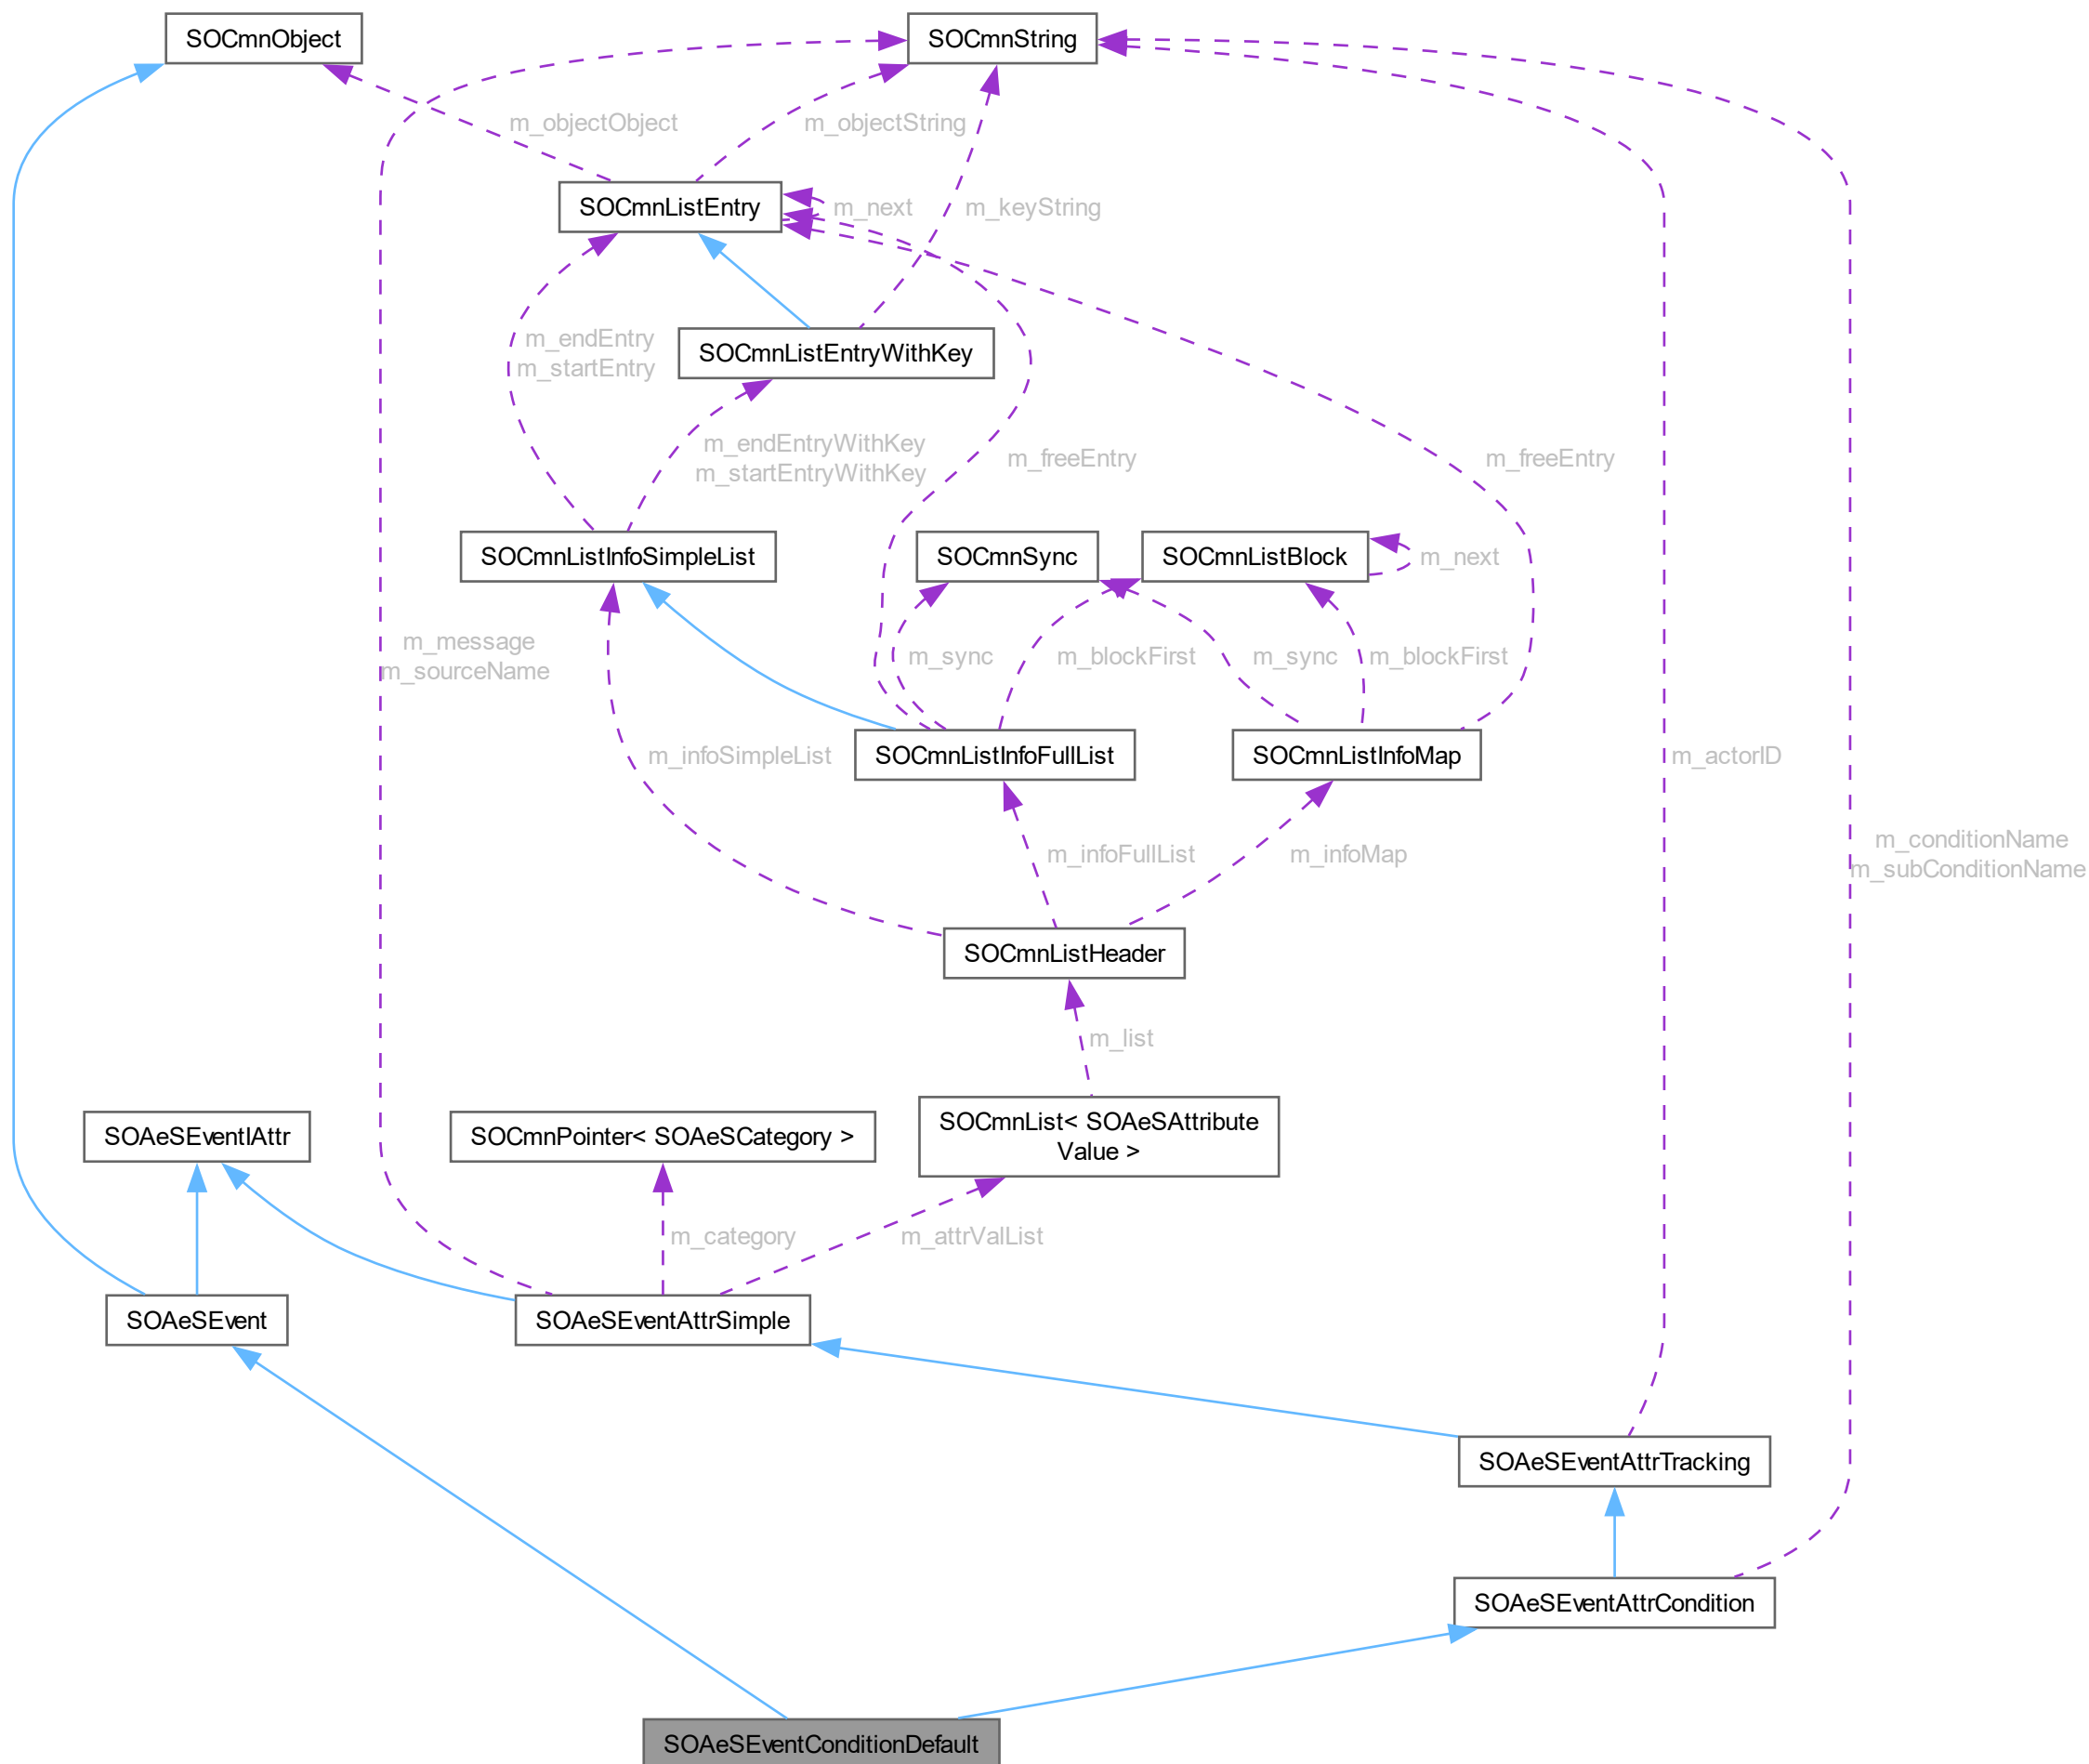 SOCmnObject
SOCmnString
m_objectObject
m_objectString
SOCmnListEntry
m_next
m_keyString
m_endEntry
m_startEntry
SOCmnListEntryWithKey
m_endEntryWithKey
m_startEntryWithKey
m_freeEntry
m_freeEntry
SOCmnListInfoSimpleList
SOCmnSync
SOCmnListBlock
m_next
m_message
m_sourceName
m_sync
m_blockFirst
m_sync
m_blockFirst
m_infoSimpleList
SOCmnListInfoFullList
SOCmnListInfoMap
m_actorID
m_infoFullList
m_infoMap
m_conditionName
m_subConditionName
SOCmnListHeader
m_list
SOAeSEventIAttr
SOCmnPointer< SOAeSCategory >
SOCmnList< SOAeSAttribute
Value >
m_category
m_attrValList
SOAeSEvent
SOAeSEventAttrSimple
SOAeSEventAttrTracking
SOAeSEventAttrCondition
SOAeSEventConditionDefault